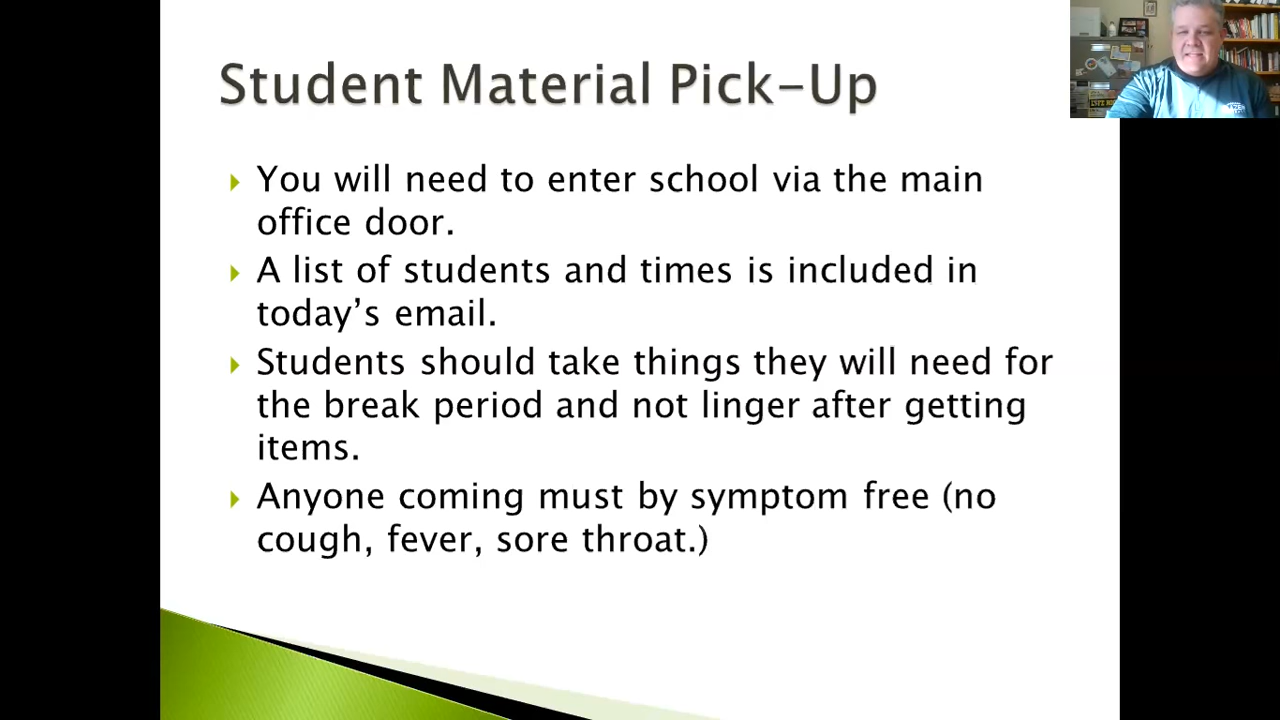 Student Material Pick-Up
You will need to enter school via the main
office door.
A list of students and times is included in
today's email.
Students should take things they will need for
the break period and not linger after getting
items.
Anyone coming must by symptom free (no
cough, fever, sore throat.)